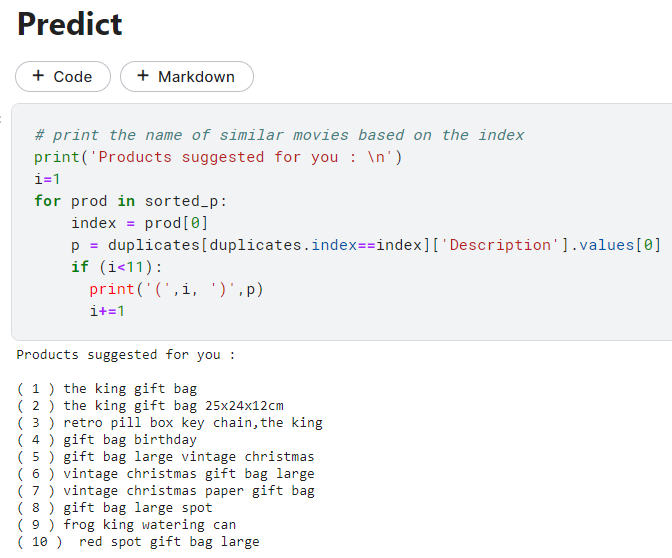 Predict
+ Code
+ Markdown
# print the name of similar movies based on the index
print('Products suggested for you : \n')
i=1
for prod in sorted_p:
    index = prod[0]
    p = duplicates[duplicates.index==index]['Description'].values[0]
    if (i<11):
      print('(',i, ')',p)
      i+=1
Products suggested for you :
( 1 ) the king gift bag
( 2 ) the king gift bag 25x24x12cm
( 3 ) retro pill box key chain,the king
( 4 ) gift bag birthday
( 5 ) gift bag large vintage christmas
( 6 ) vintage christmas gift bag large
( 7 ) vintage christmas paper gift bag
( 8 ) gift bag large spot
( 9 ) frog king watering can
( 10 )  red spot gift bag large